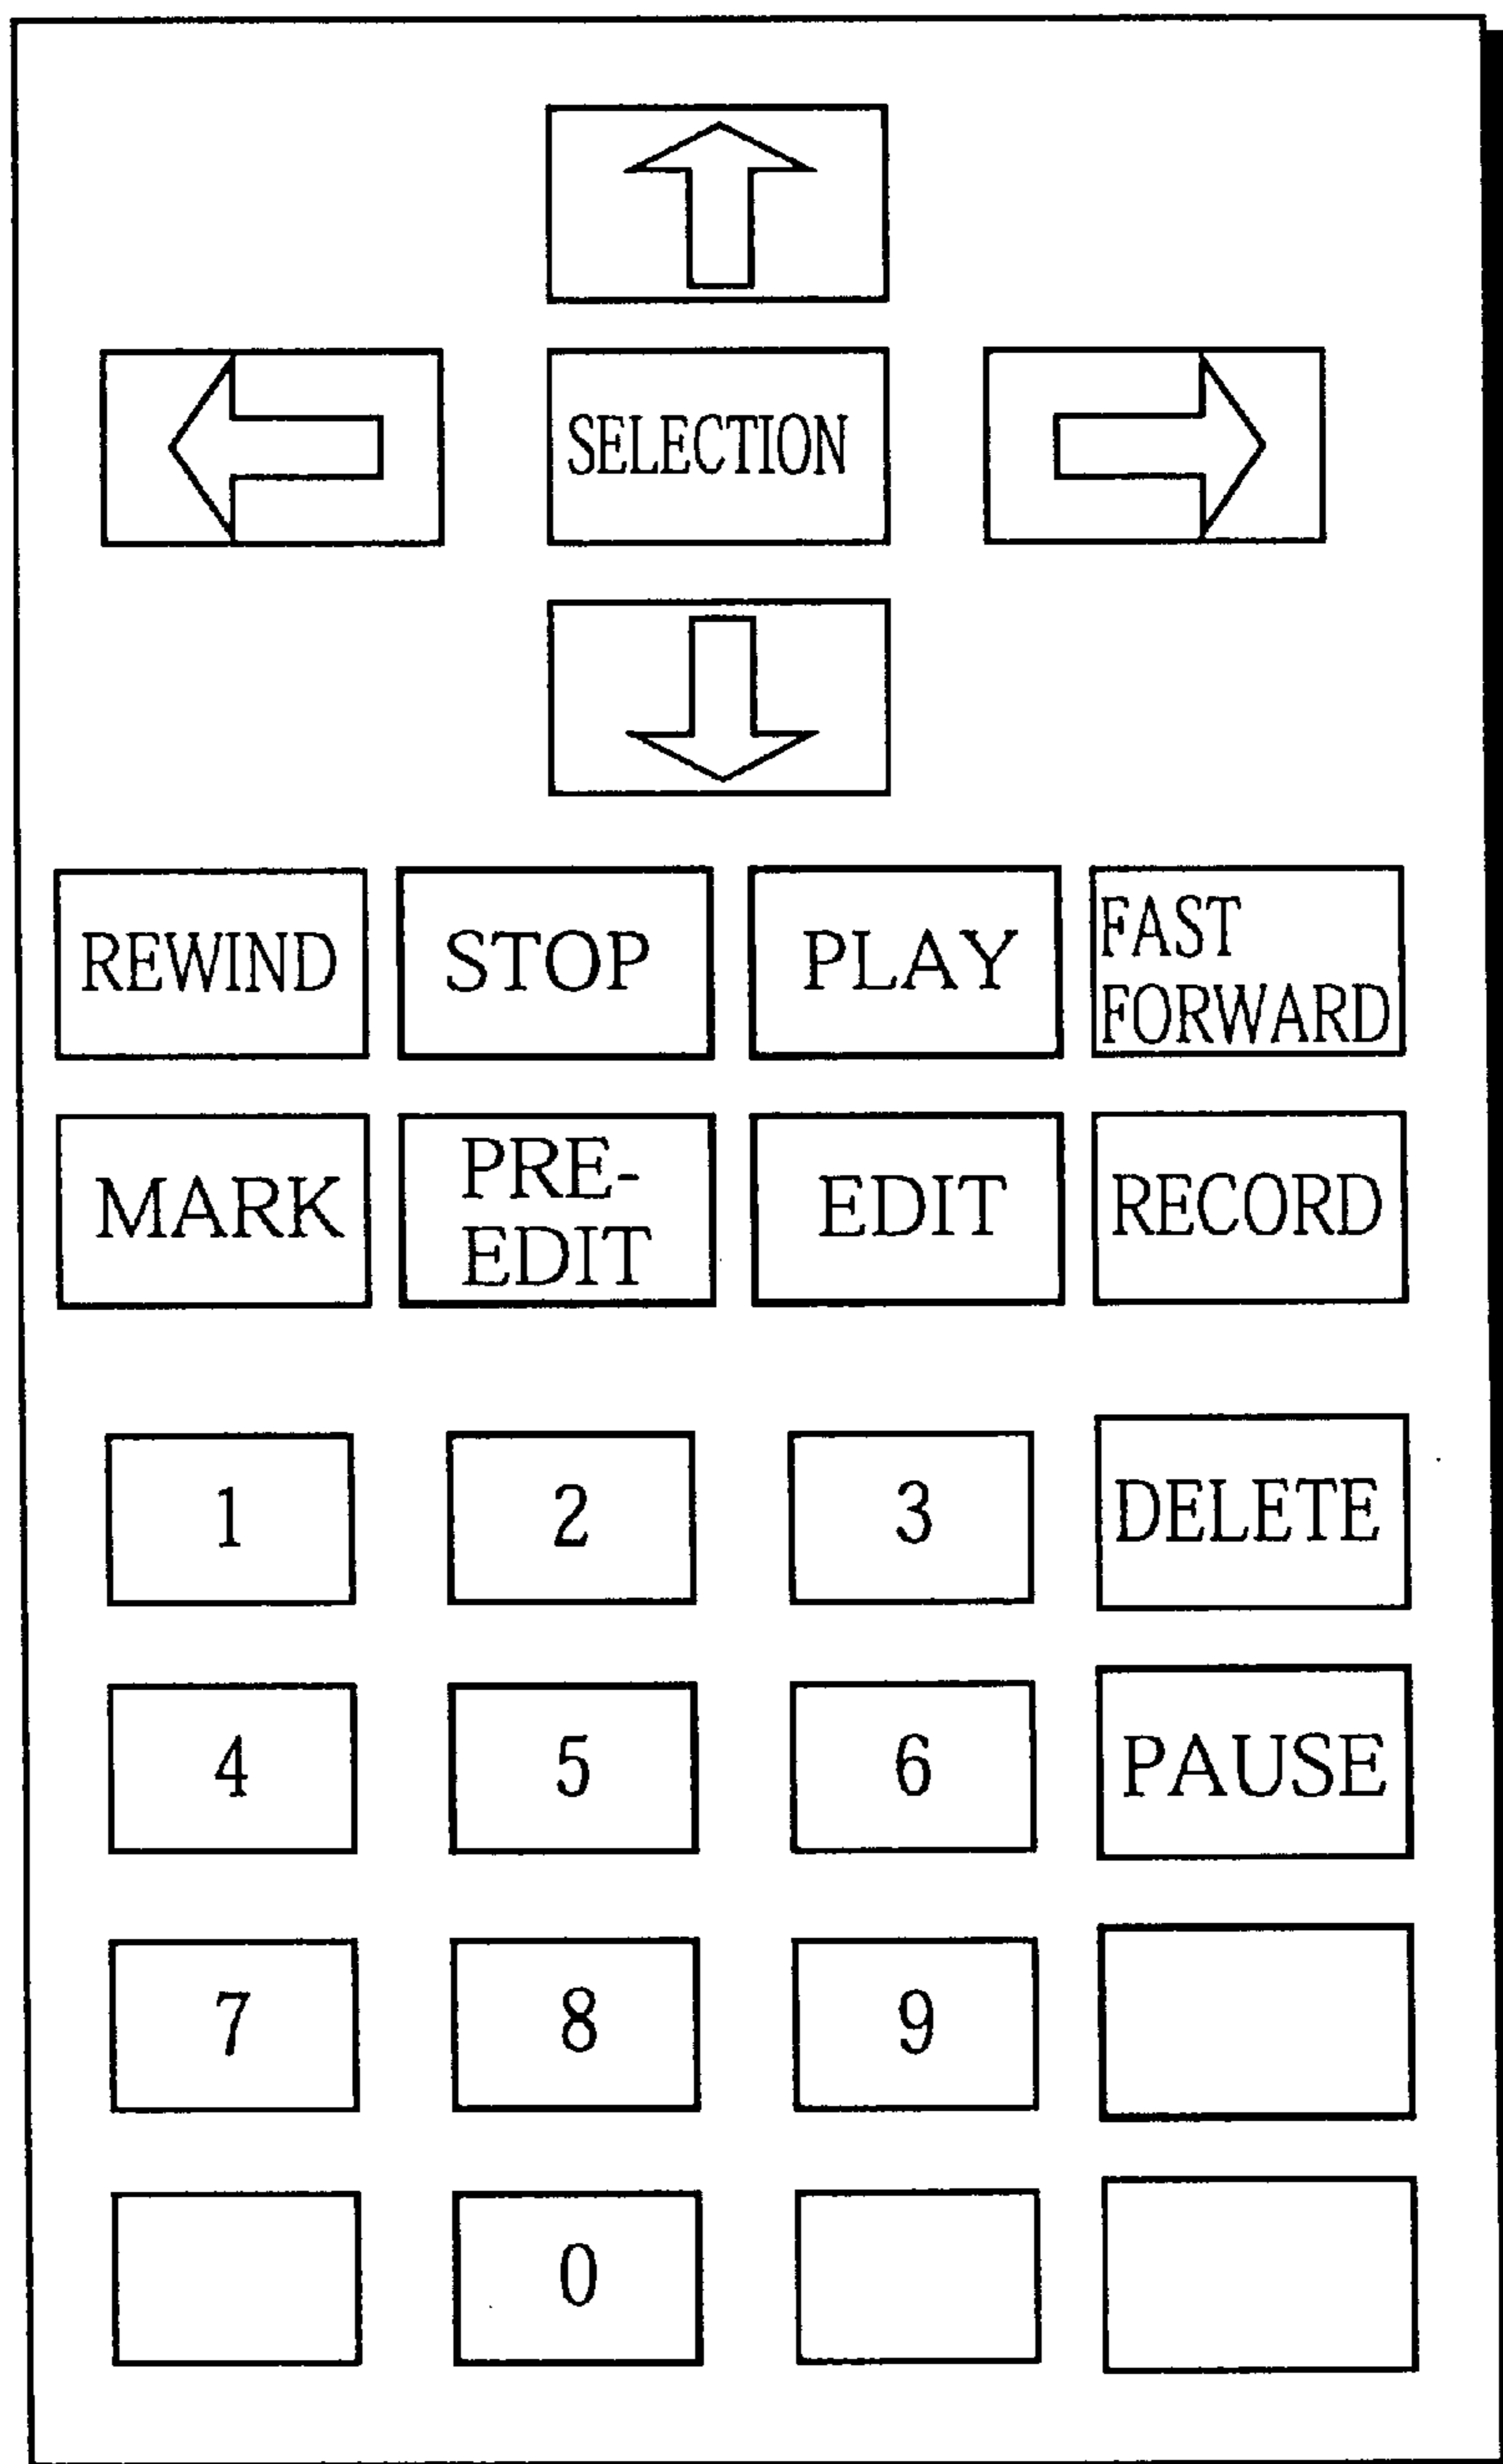 SELECTION
REWIND STOP PLAY FAST
FORWARD
MARK PRE-
EDIT EDIT RECORD
1 2 3 DELETE
4 5 6 PAUSE
7 8 9
0